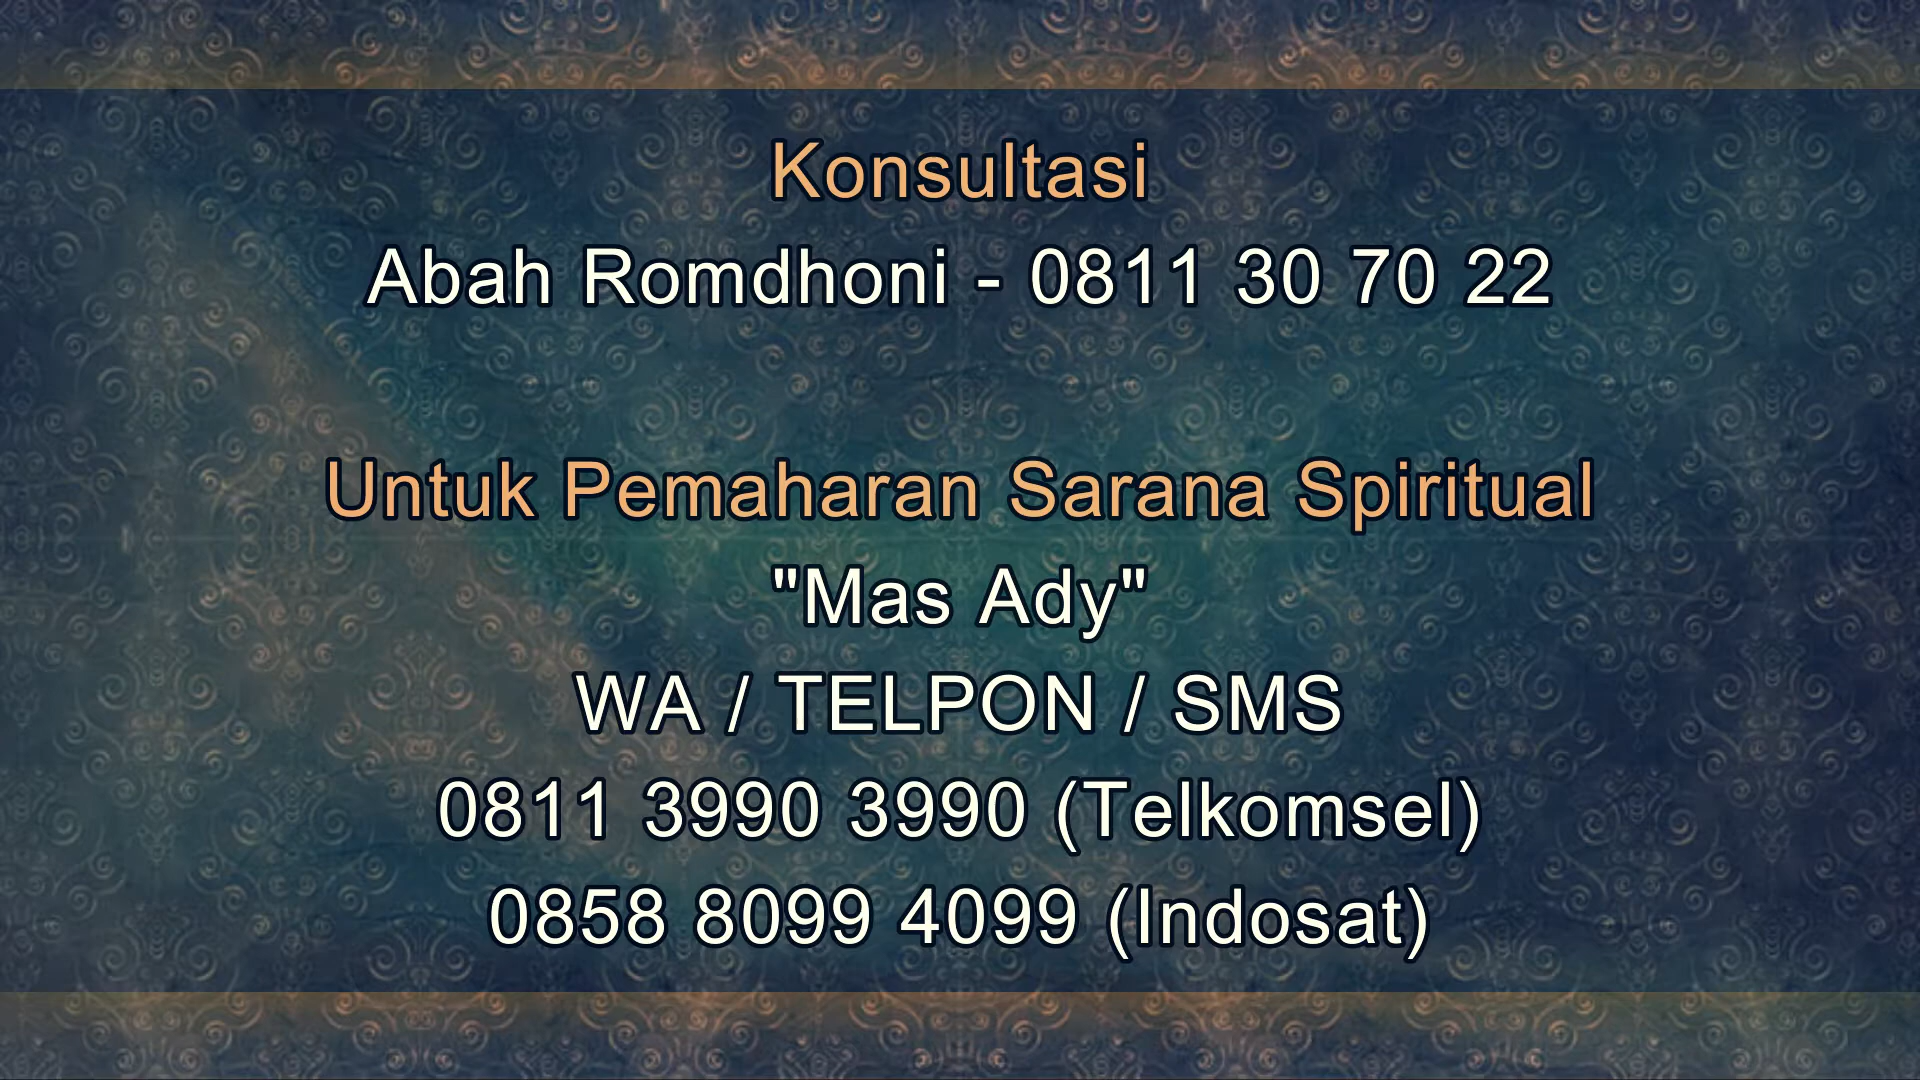 Konsultasi
Abah Romdhoni - 0811 30 70 22
Untuk Pemaharan Sarana Spiritual
"Mas Ady"
WA / TELPON / SMS
0811 3990 3990 (Telkomsel)
0858 8099 4099 (Indosat)